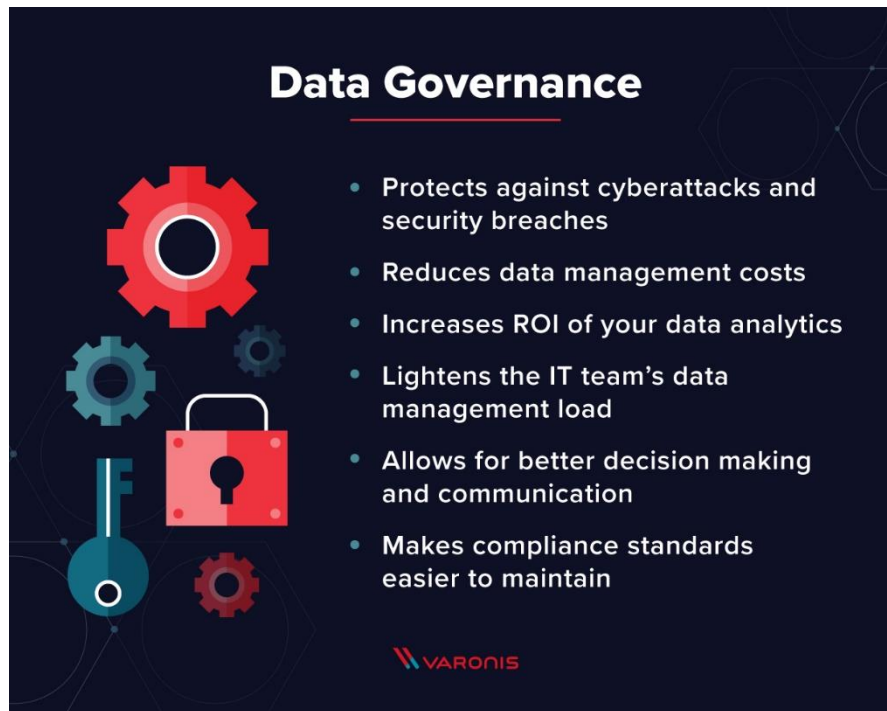 Data Governance
• Protects against cyberattacks and
security breaches
• Reduces data management costs
• Increases ROI of your data analytics
• Lightens the IT team’s data
management load
• Allows for better decision making
and communication
• Makes compliance standards
easier to maintain
VARONIS